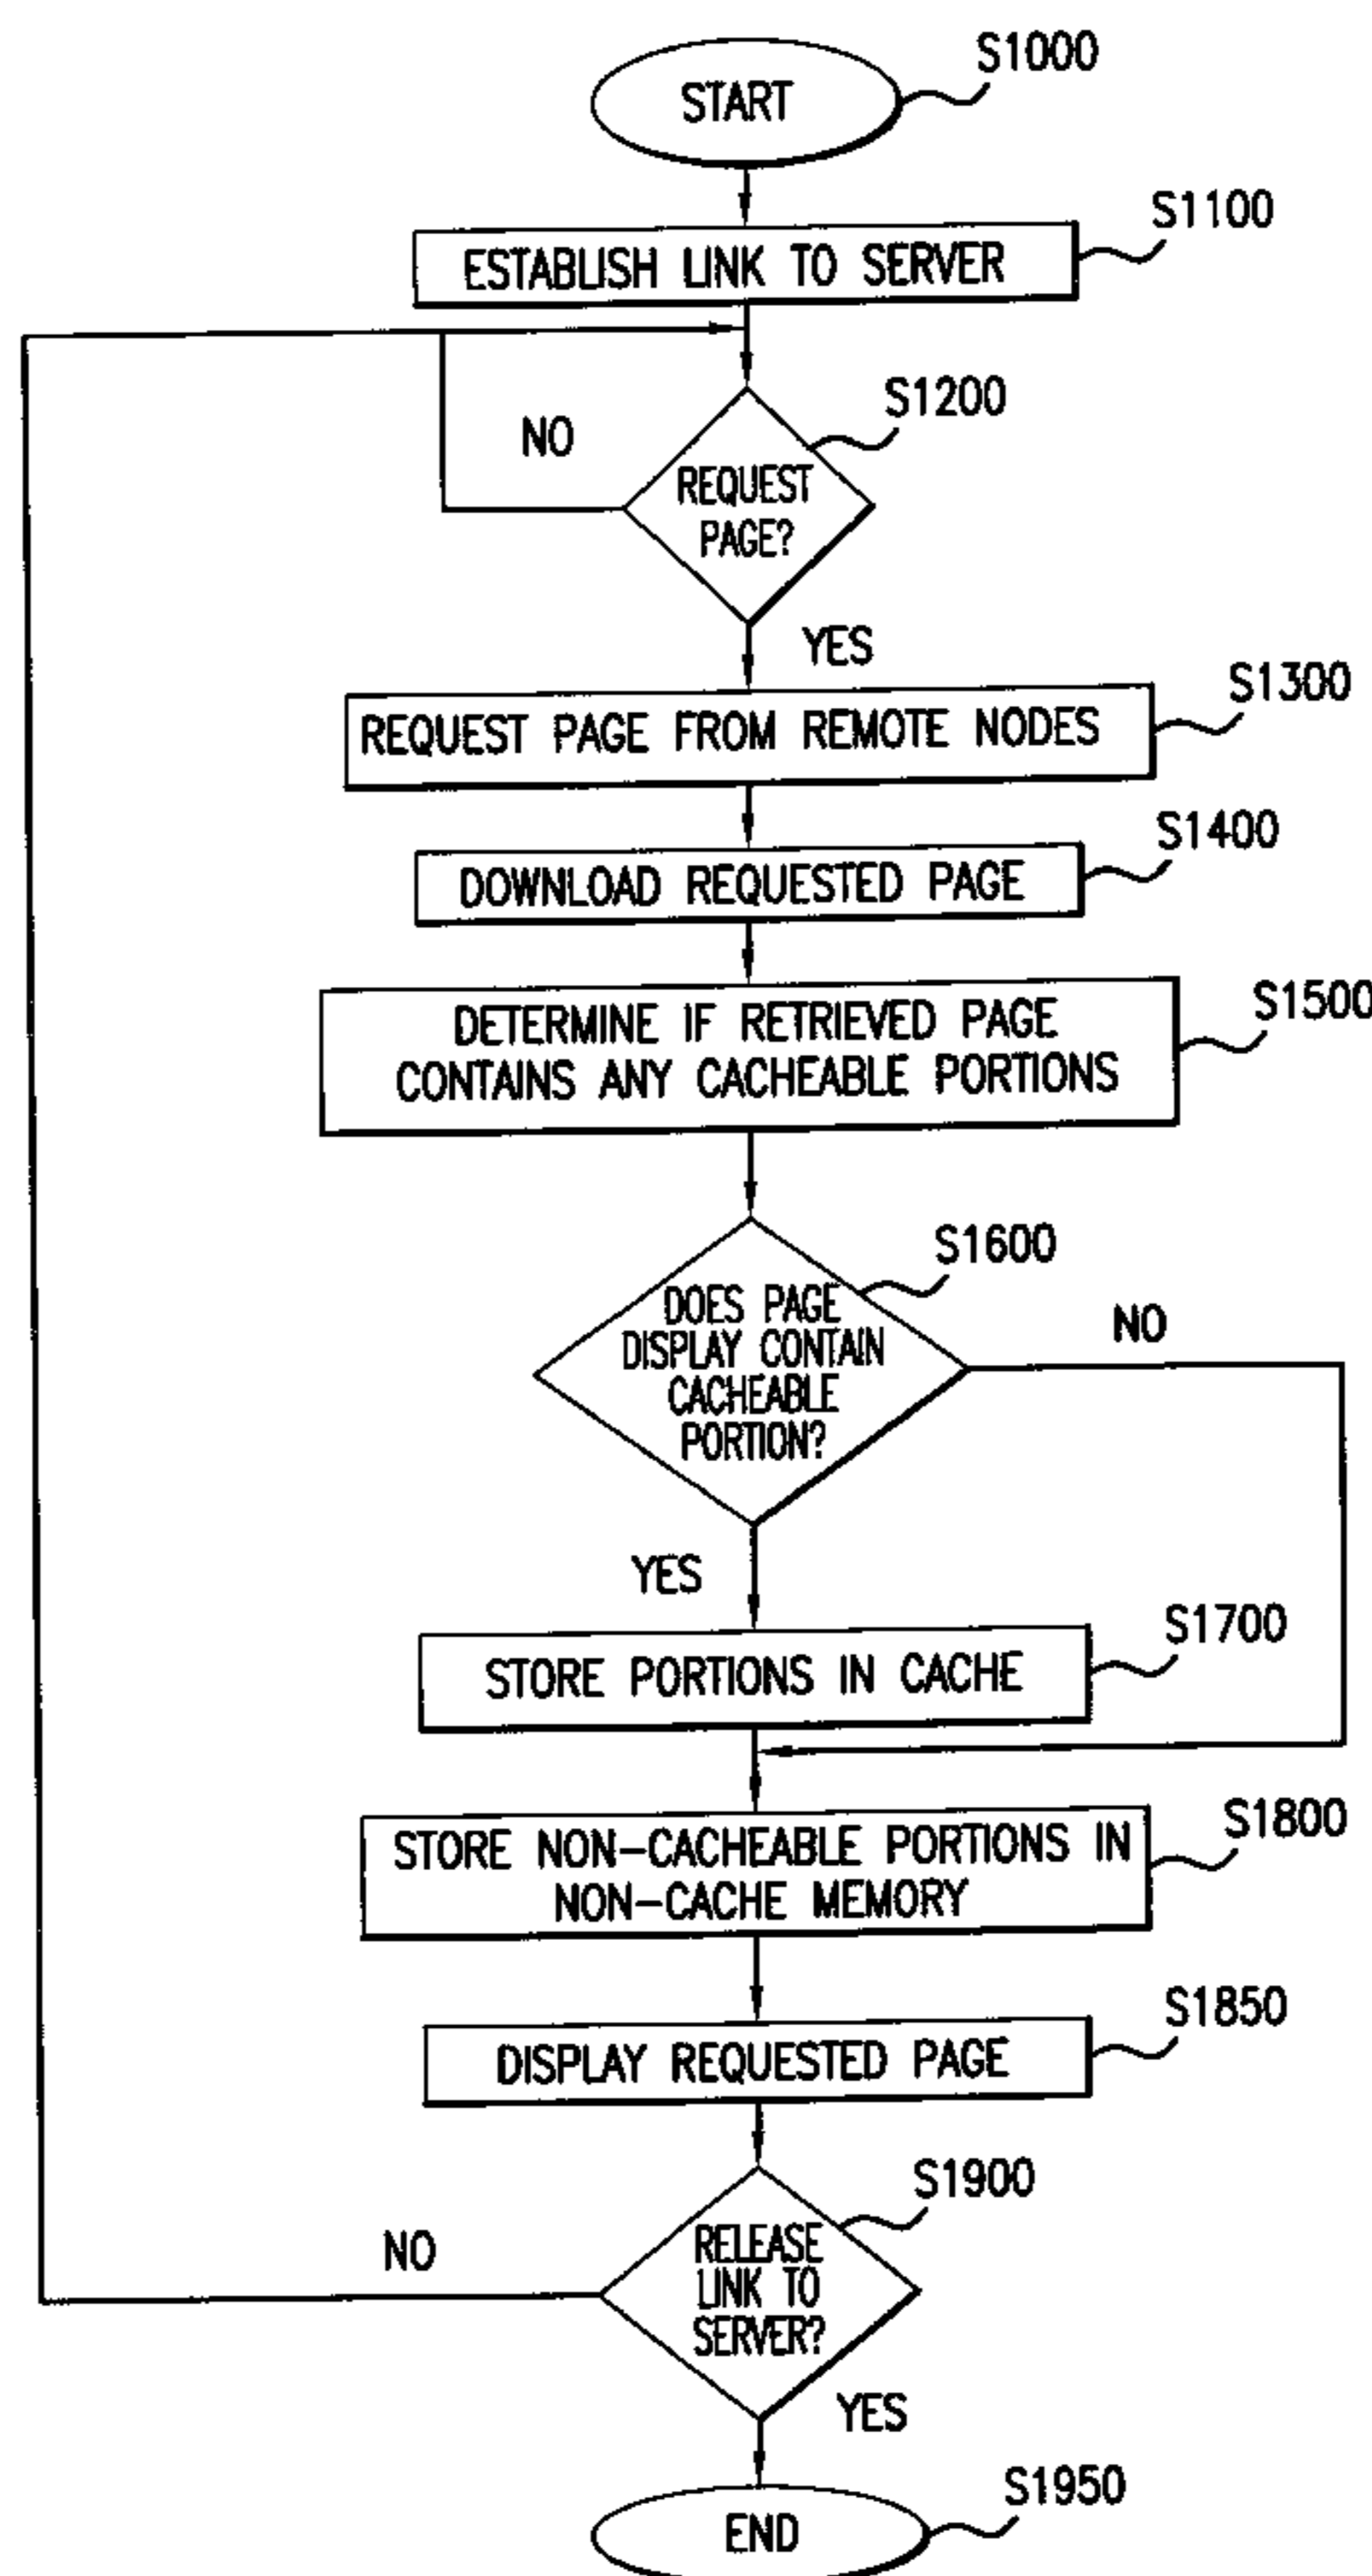 START
S1000
ESTABLISH LINK TO SERVER
S1100
NO
REQUEST
PAGE?
S1200
YES
REQUEST PAGE FROM REMOTE NODES
S1300
DOWNLOAD REQUESTED PAGE
S1400
DETERMINE IF RETRIEVED PAGE
CONTAINS ANY CACHEABLE PORTIONS
S1500
DOES PAGE
DISPLAY CONTAIN
CACHEABLE
PORTION?
S1600
NO
YES
STORE PORTIONS IN CACHE
S1700
STORE NON-CACHEABLE PORTIONS IN
NON-CACHE MEMORY
S1800
DISPLAY REQUESTED PAGE
S1850
NO
RELEASE
LINK TO
SERVER?
S1900
YES
END
S1950